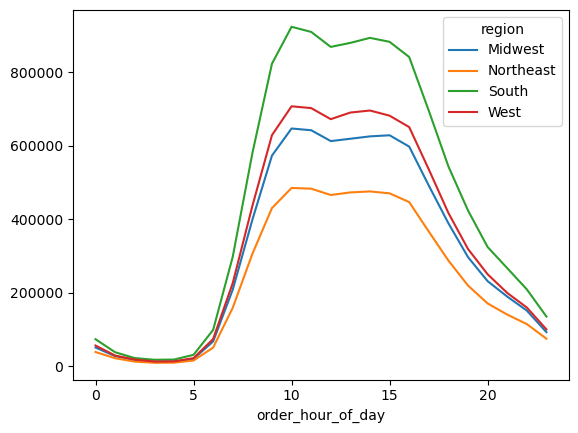 region
Midwest
Northeast
South
West
800000
600000
400000
200000
0
0 5 10 15 20
order_hour_of_day